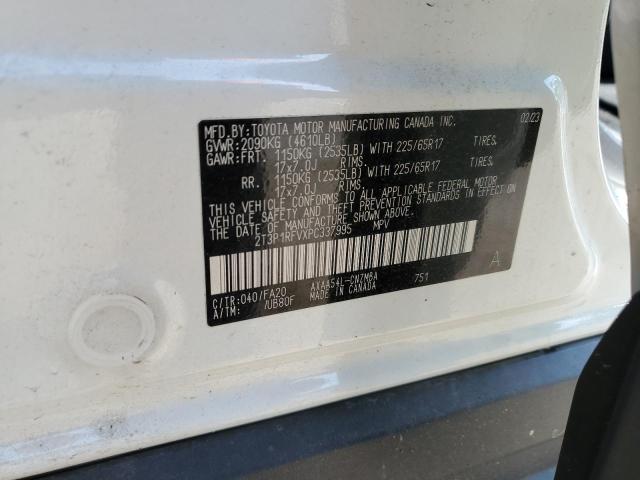 MFD.BY:TOYOTA MOTOR MANUFACTURING CANADA INC. 02/23
GVWR:2090KG (4610LB)
GAWR:FRT. 1150KG (2535LB) WITH 225/65R17 TIRES,
17x7.0J RIMS,
RR. 1150KG (2535LB) WITH 225/65R17 TIRES,
17x7.0J RIMS.
THIS VEHICLE CONFORMS TO ALL APPLICABLE FEDERAL MOTOR
VEHICLE SAFETY AND THEFT PREVENTION STANDARDS IN EFFECT ON
THE DATE OF MANUFACTURE SHOWN ABOVE.
2T3P1RFVXPC337995 MPV
C/TR:040/FA20 AXAA54L-CNZMBA 751 A
A/TM: /UB80F MADE IN CANADA